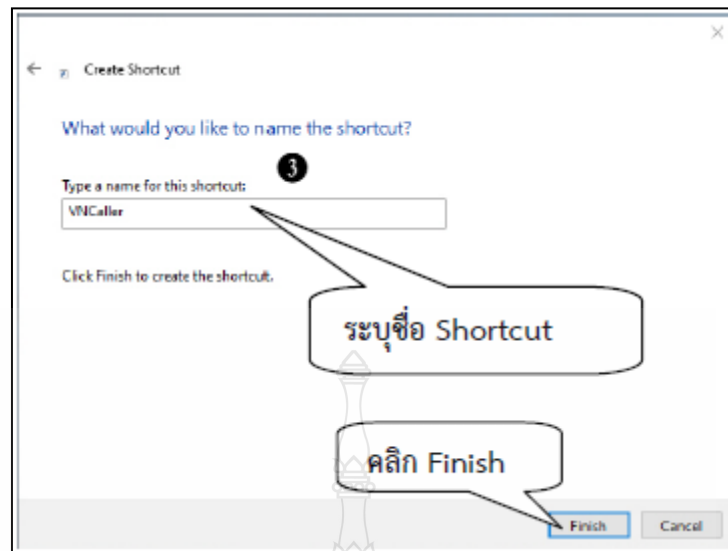 Create Shortcut
What would you like to name the shortcut?
❸
Type a name for this shortcut:
VNCaller
Click Finish to create the shortcut.
ระบุชื่อ Shortcut
คลิก Finish
Finish Cancel